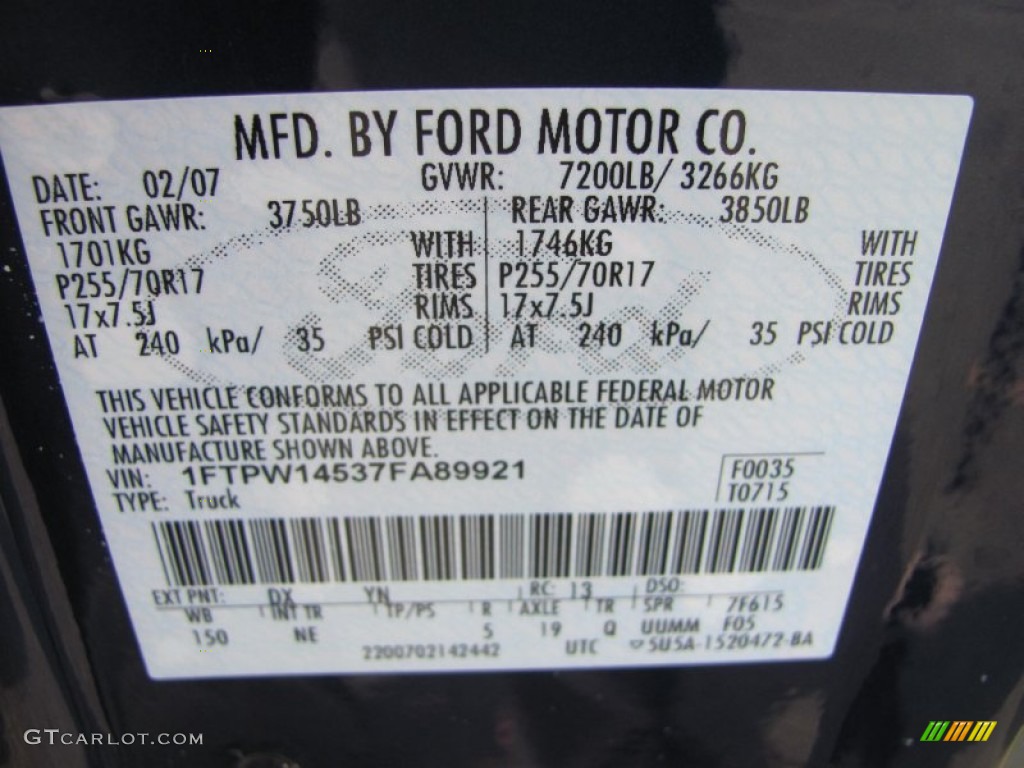 MFD. BY FORD MOTOR CO.
DATE: 02/07 GVWR: 7200LB/ 3266KG
FRONT GAWR: 3750LB REAR GAWR: 3850LB
1701KG WITH 1746KG WITH
P255/70R17 TIRES P255/70R17 TIRES
17x7.5J RIMS 17x7.5J RIMS
AT 240 kPa/ 35 PSI COLD AT 240 kPa/ 35 PSI COLD
THIS VEHICLE CONFORMS TO ALL APPLICABLE FEDERAL MOTOR
VEHICLE SAFETY STANDARDS IN EFFECT ON THE DATE OF
MANUFACTURE SHOWN ABOVE.
VIN: 1FTPW14537FA89921 F0035
TYPE: Truck T0715
EXT PNT: DX YN RC: 13 DSO:
WB INT TR TP/PS R AXLE TR SPR 7F615
150 NE 5 19 Q UUMM F05
2200702142442 UTC 5U5A-1520472-BA
Ford
GTCARLOT.COM